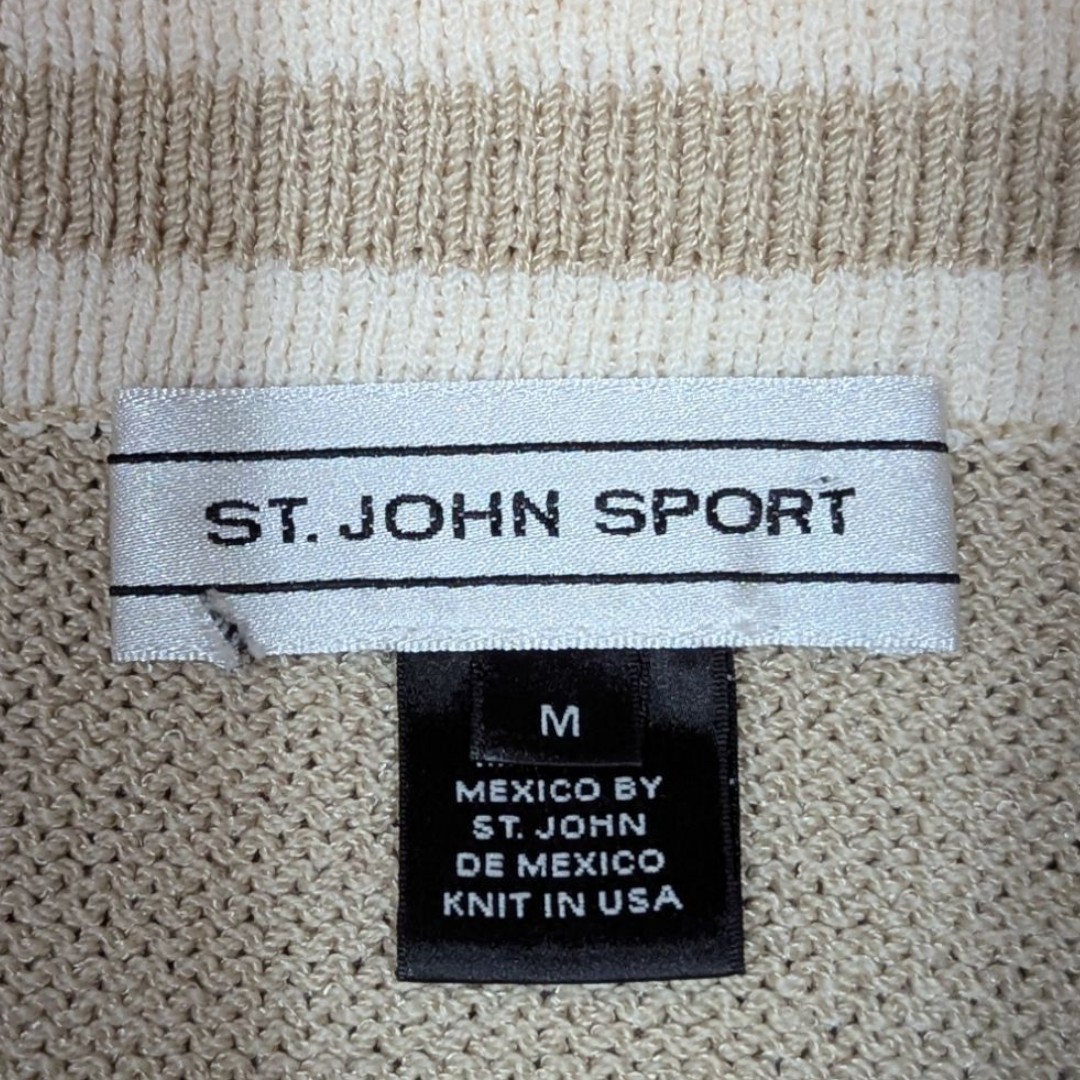 ST. JOHN SPORT
M
MEXICO BY
ST. JOHN
DE MEXICO
KNIT IN USA